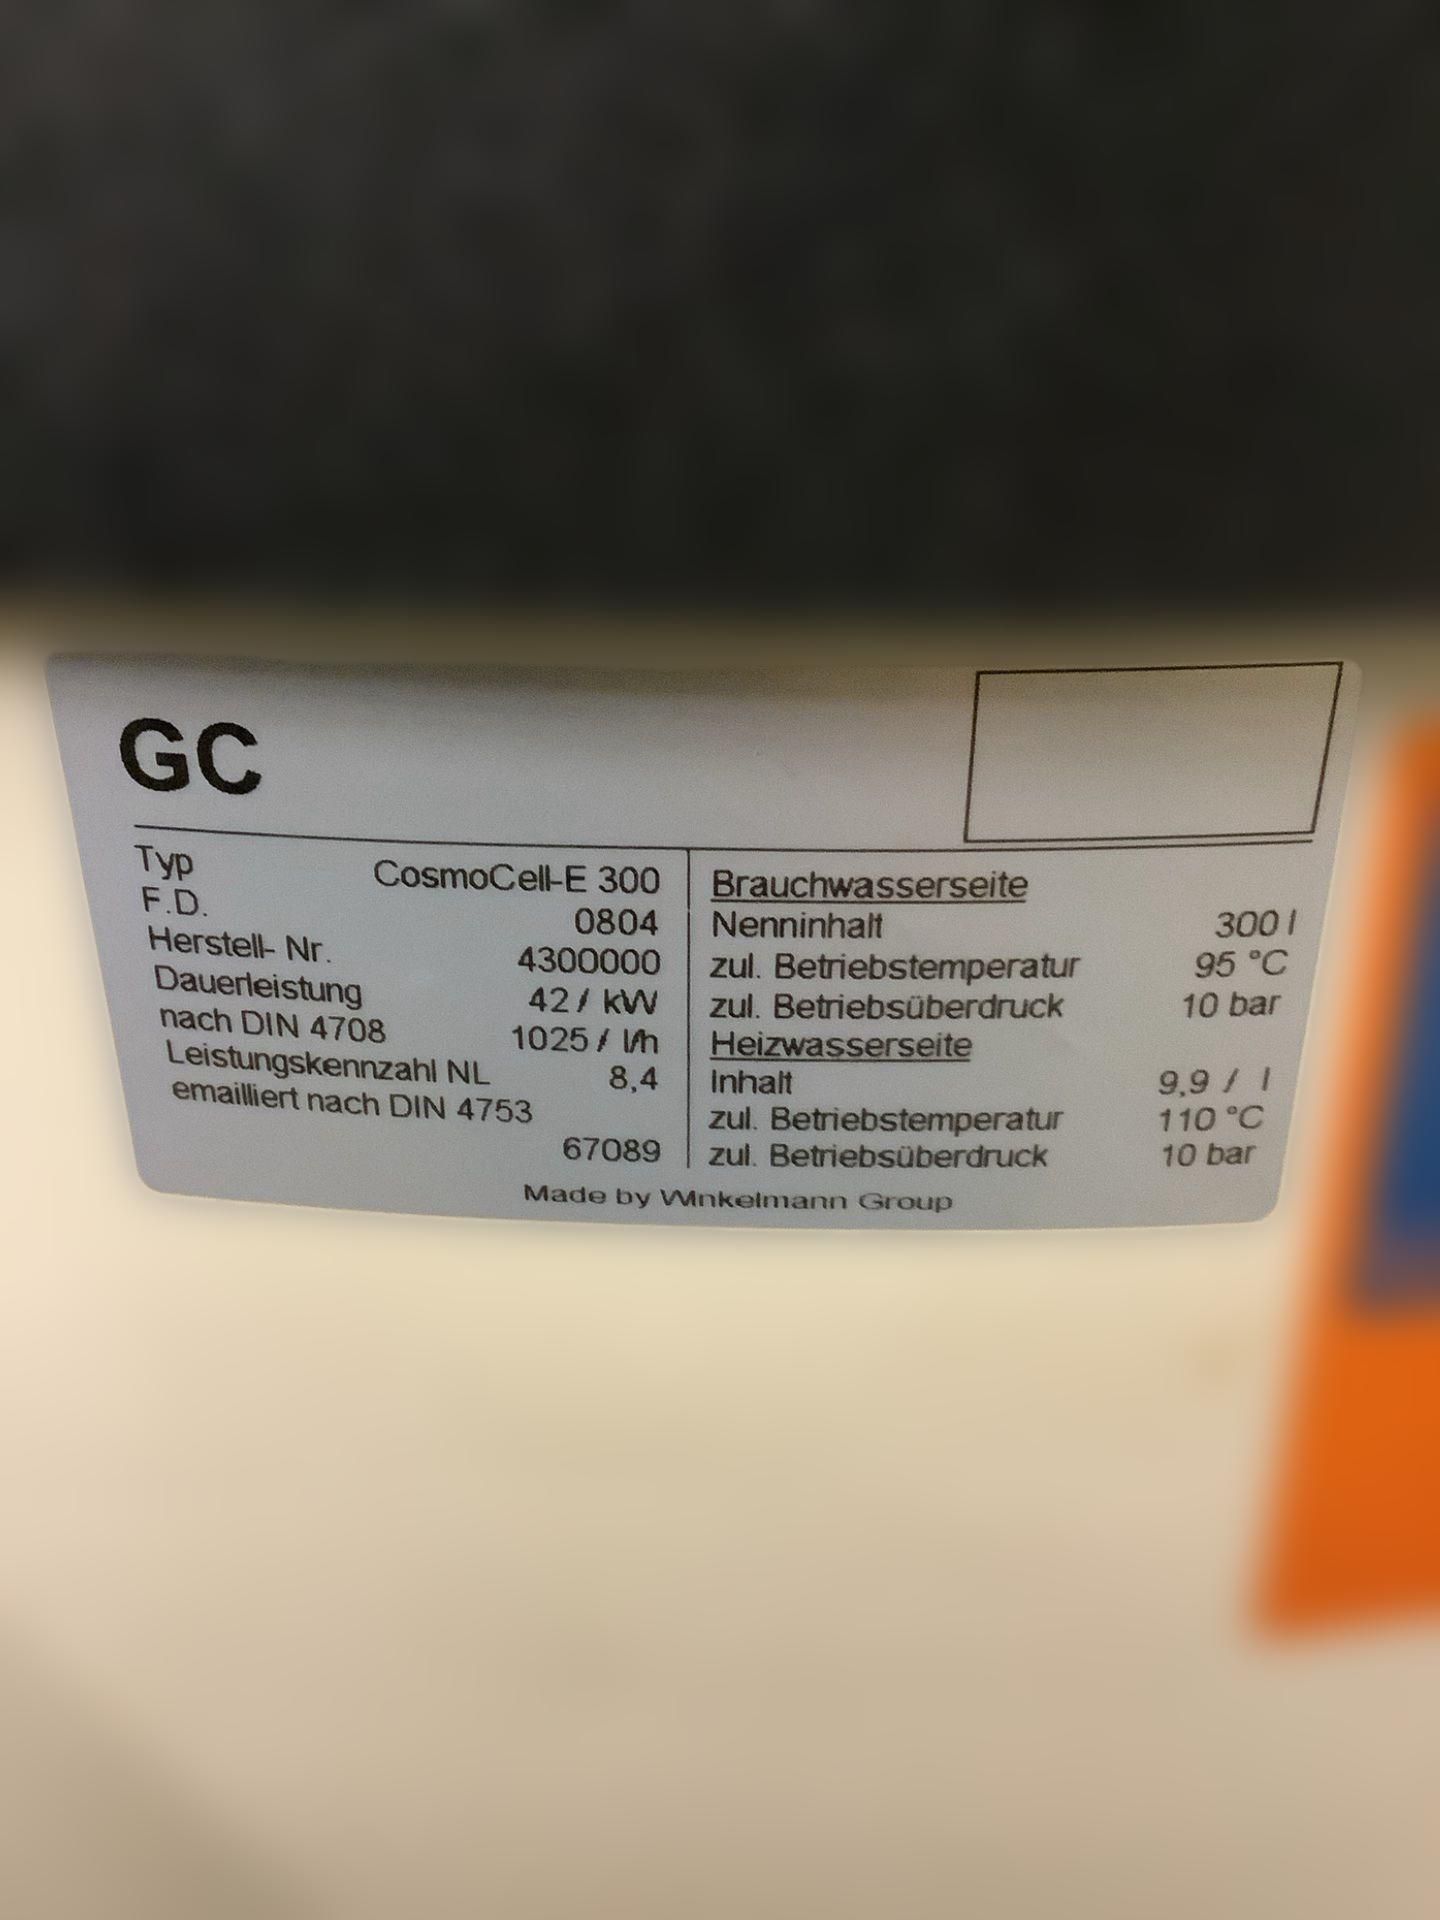 GC
Typ CosmoCell-E 300
F.D. 0804
Herstell- Nr. 4300000
Dauerleistung 42 / kW
nach DIN 4708 1025 / l/h
Leistungskennzahl NL 8,4
emailliert nach DIN 4753
67089
Brauchwasserseite
Nenninhalt 300 l
zul. Betriebstemperatur 95 °C
zul. Betriebsüberdruck 10 bar
Heizwasserseite
Inhalt 9,9 / l
zul. Betriebstemperatur 110 °C
zul. Betriebsüberdruck 10 bar
Made by Winkelmann Group